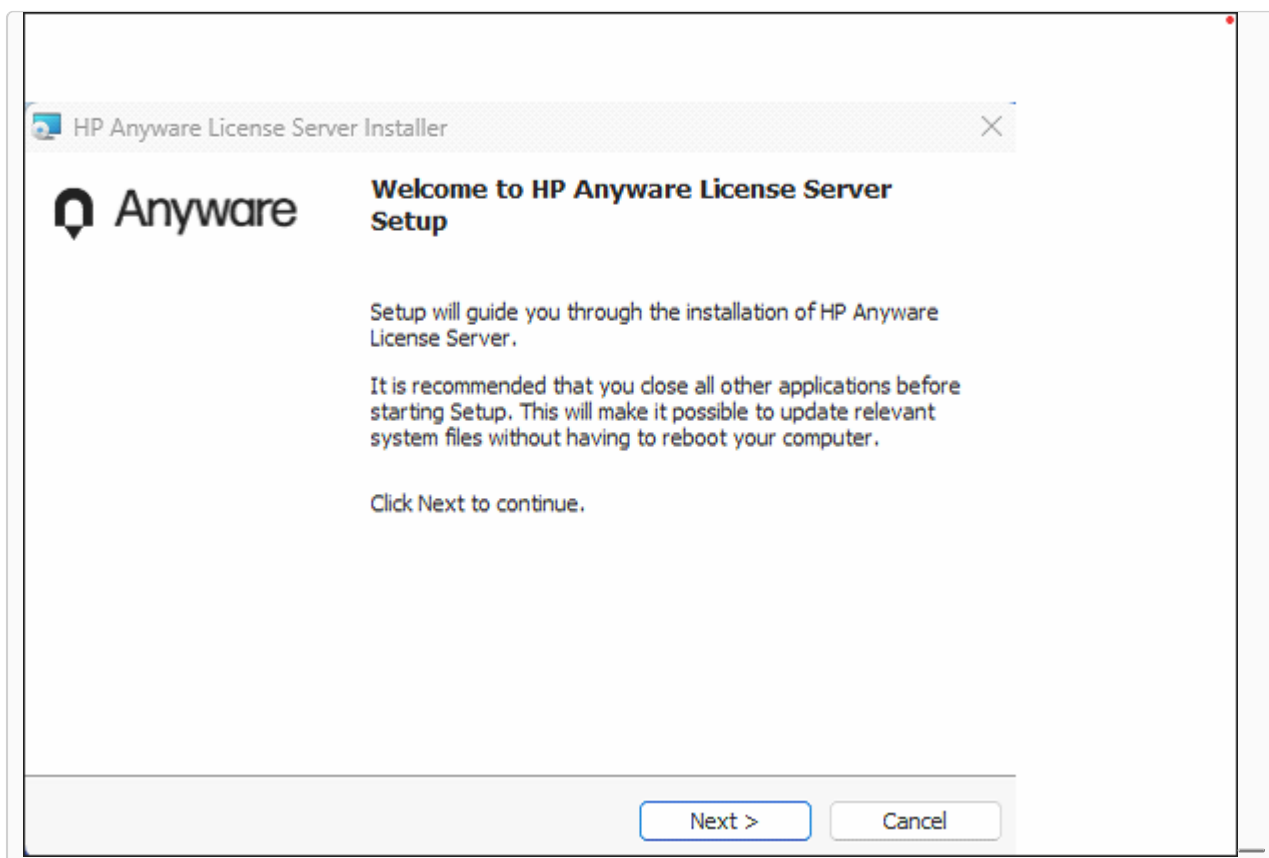 HP Anyware License Server Installer
Anyware
Welcome to HP Anyware License Server
Setup
Setup will guide you through the installation of HP Anyware
License Server.
It is recommended that you close all other applications before
starting Setup. This will make it possible to update relevant
system files without having to reboot your computer.
Click Next to continue.
Next >
Cancel